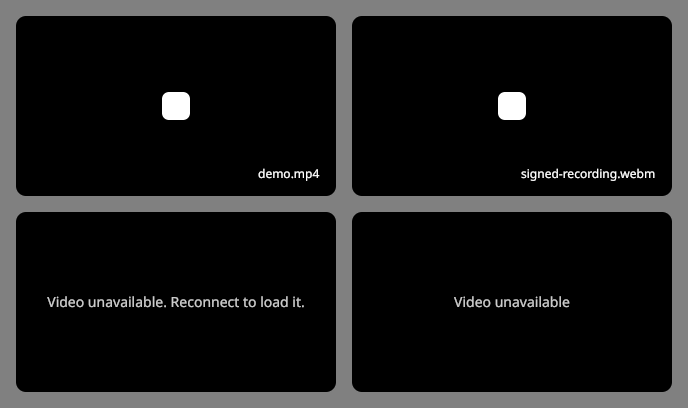 demo.mp4
signed-recording.webm
Video unavailable. Reconnect to load it.
Video unavailable